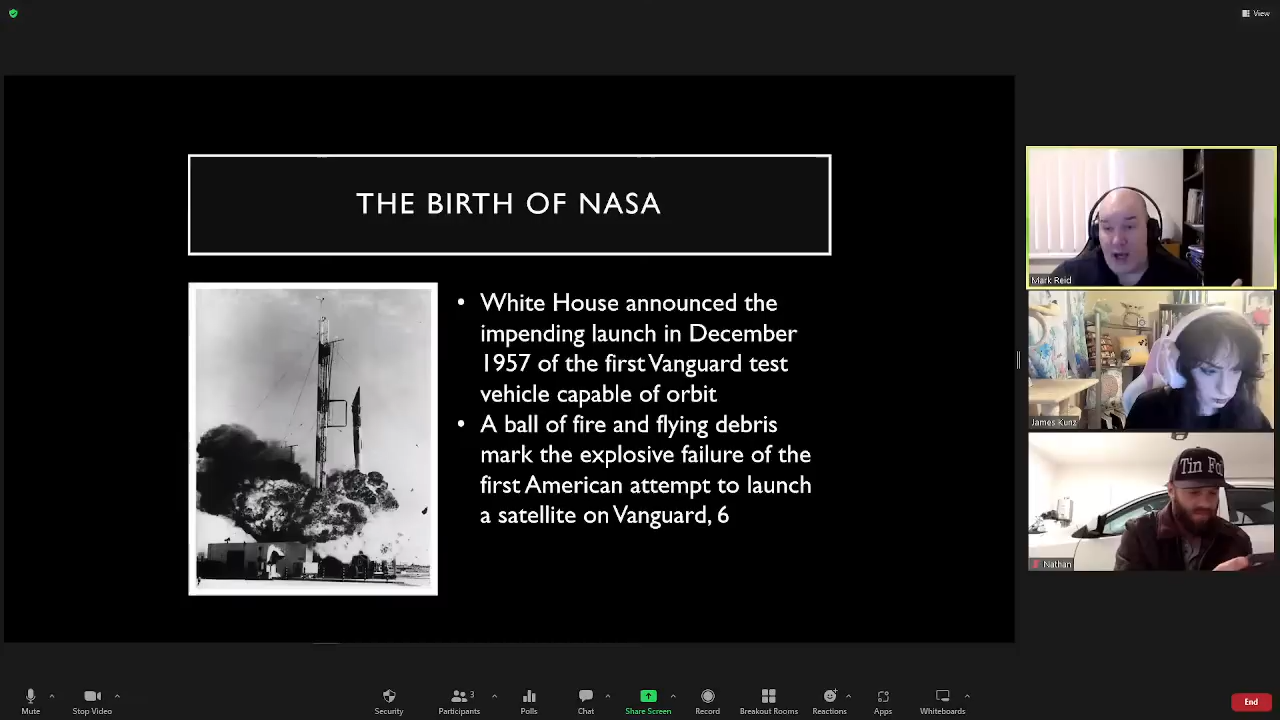 View
THE BIRTH OF NASA
• White House announced the
impending launch in December
1957 of the first Vanguard test
vehicle capable of orbit
• A ball of fire and flying debris
mark the explosive failure of the
first American attempt to launch
a satellite on Vanguard, 6
Mark Reid
James Kunz
Tin Fo
Nathan
Mute
Stop Video
Security
Participants
3
Polls
Chat
Share Screen
Record
Breakout Rooms
Reactions
Apps
Whiteboards
End